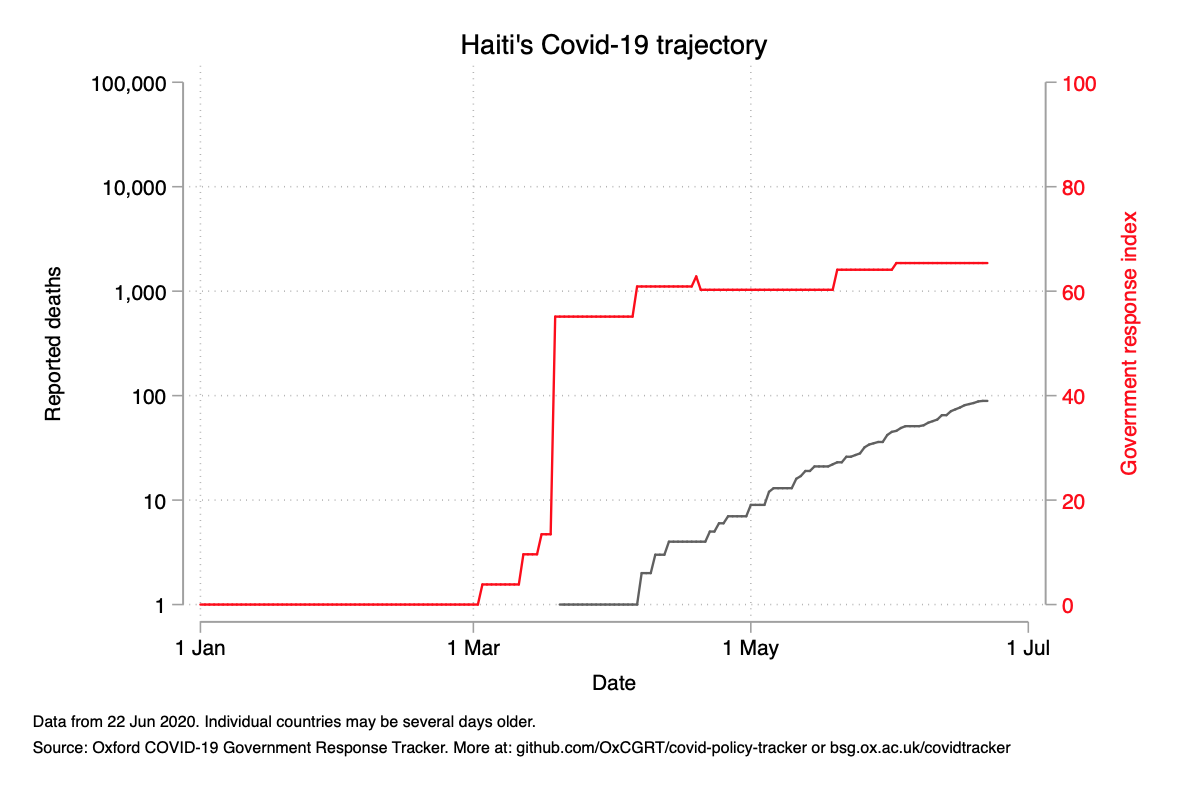 Haiti's Covid-19 trajectory
100,000
10,000
1,000
100
10
1
Reported deaths
100
80
60
40
20
0
Government response index
1 Jan
1 Mar
1 May
1 Jul
Date
Data from 22 Jun 2020. Individual countries may be several days older.
Source: Oxford COVID-19 Government Response Tracker. More at: github.com/OxCGRT/covid-policy-tracker or bsg.ox.ac.uk/covidtracker